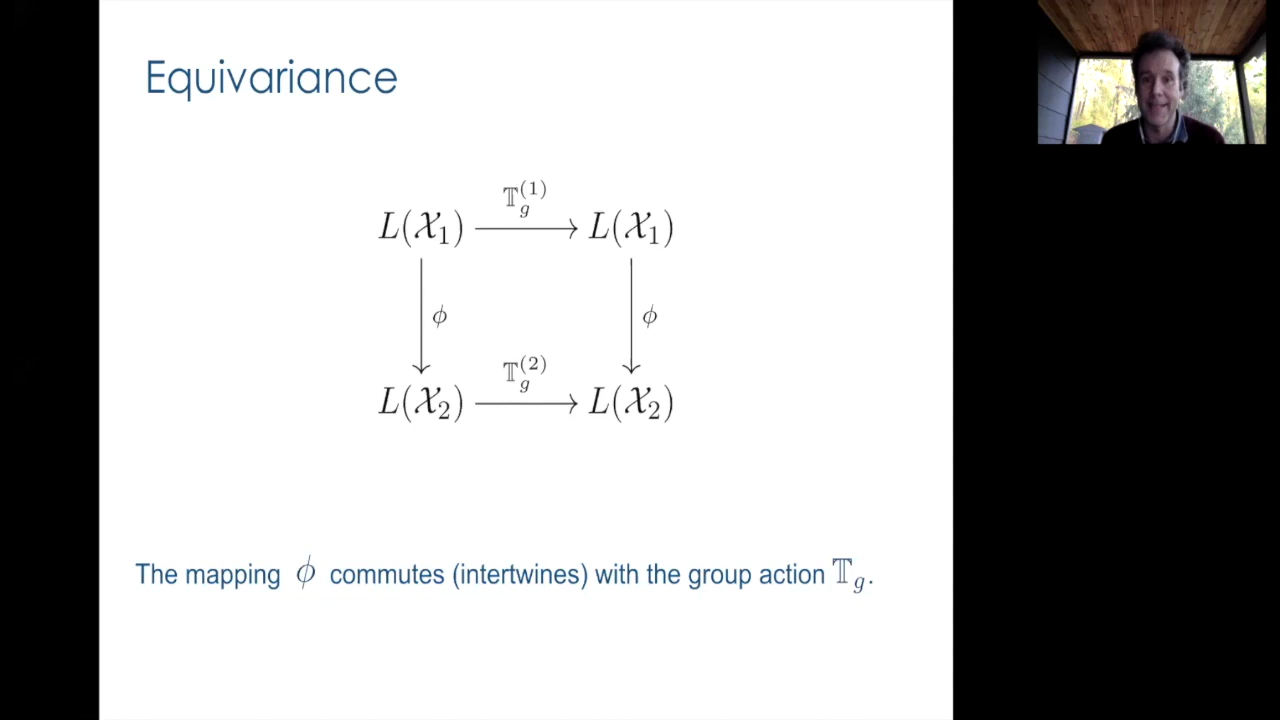 Equivariance
𝕋_g^{(1)}
L(𝒳₁) ⟶ L(𝒳₁)
ϕ ϕ
𝕋_g^{(2)}
L(𝒳₂) ⟶ L(𝒳₂)
The mapping ϕ commutes (intertwines) with the group action 𝕋_g.